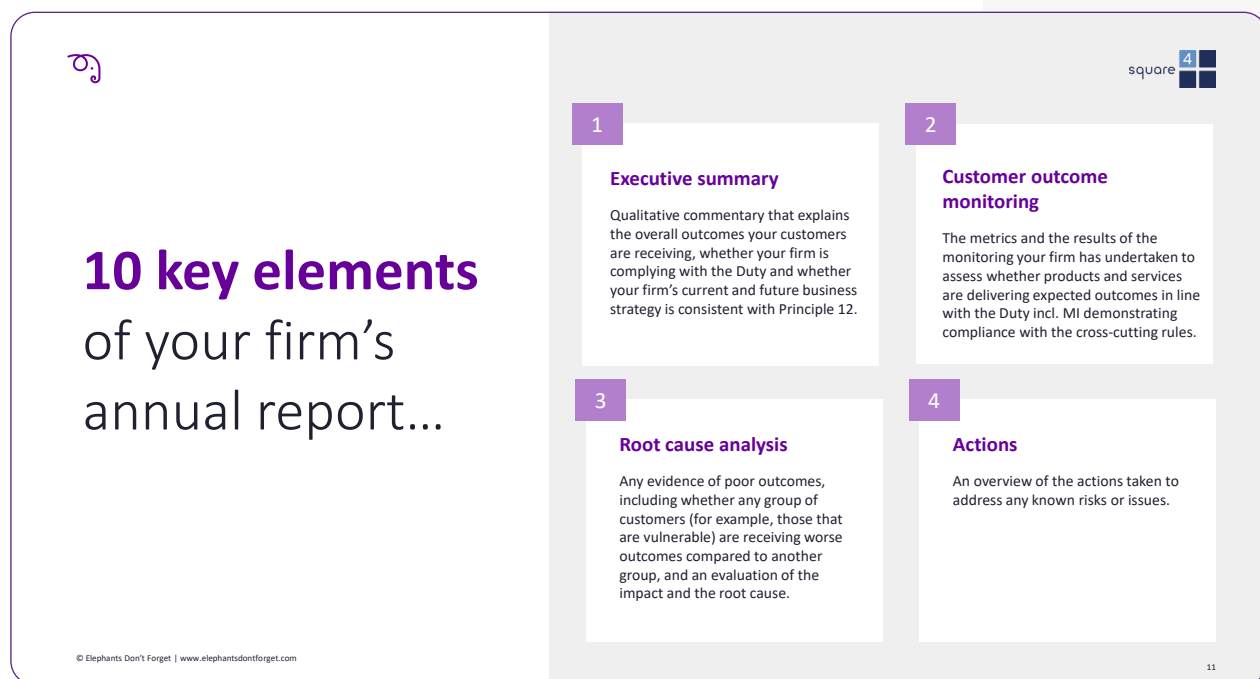 square
4
10 key elements
of your firm's
annual report…
1
Executive summary
Qualitative commentary that explains
the overall outcomes your customers
are receiving, whether your firm is
complying with the Duty and whether
your firm's current and future business
strategy is consistent with Principle 12.
2
Customer outcome
monitoring
The metrics and the results of the
monitoring your firm has undertaken to
assess whether products and services
are delivering expected outcomes in line
with the Duty incl. MI demonstrating
compliance with the cross-cutting rules.
3
Root cause analysis
Any evidence of poor outcomes,
including whether any group of
customers (for example, those that
are vulnerable) are receiving worse
outcomes compared to another
group, and an evaluation of the
impact and the root cause.
4
Actions
An overview of the actions taken to
address any known risks or issues.
© Elephants Don't Forget | www.elephantsdontforget.com
11